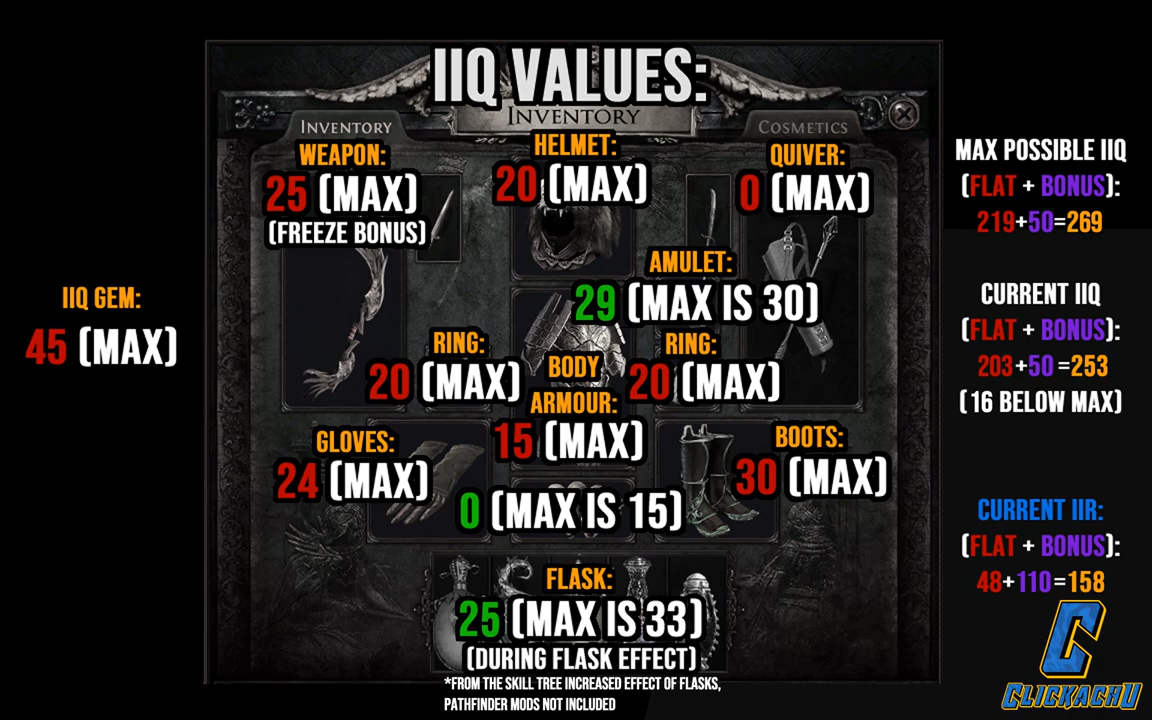 IIQ VALUES:
INVENTORY
INVENTORY
COSMETICS
WEAPON:
25 (MAX)
(FREEZE BONUS)
HELMET:
20 (MAX)
QUIVER:
0 (MAX)
AMULET:
29 (MAX IS 30)
RING:
20 (MAX)
BODY
ARMOUR:
15 (MAX)
RING:
20 (MAX)
GLOVES:
24 (MAX)
0 (MAX IS 15)
BOOTS:
30 (MAX)
FLASK:
25 (MAX IS 33)
(DURING FLASK EFFECT)
*FROM THE SKILL TREE INCREASED EFFECT OF FLASKS,
PATHFINDER MODS NOT INCLUDED
IIQ GEM:
45 (MAX)
MAX POSSIBLE IIQ
(FLAT + BONUS):
219+50=269
CURRENT IIQ
(FLAT + BONUS):
203+50 =253
(16 BELOW MAX)
CURRENT IIR:
(FLAT + BONUS):
48+110=158
C
CLICKACHU